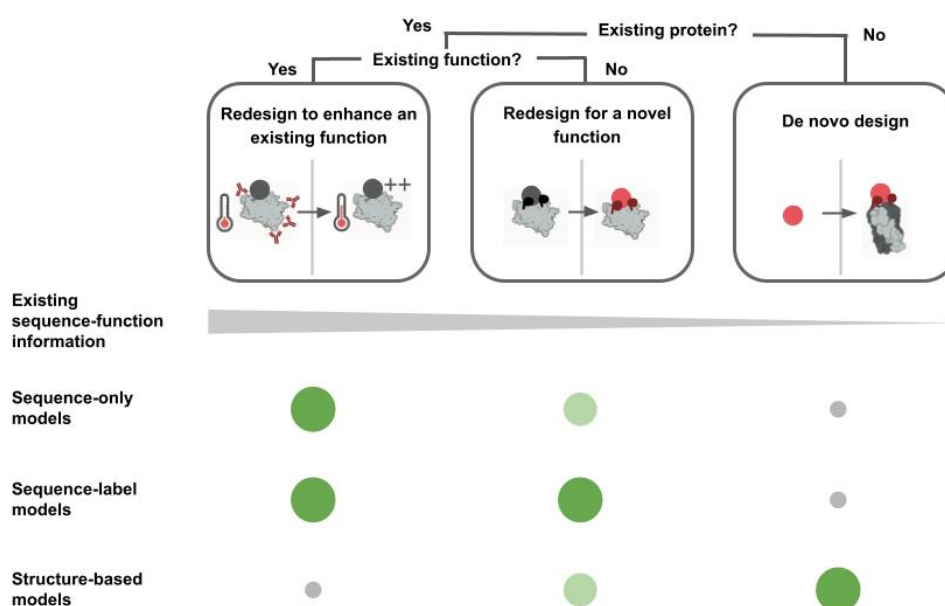 Yes
Existing protein?
No
Yes
Existing function?
No
Redesign to enhance an
existing function
Redesign for a novel
function
De novo design
++
Existing
sequence-function
information
Sequence-only
models
Sequence-label
models
Structure-based
models